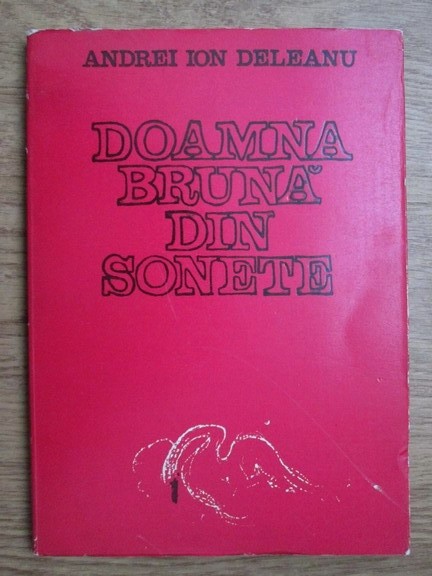 ANDREI ION DELEANU
DOAMNA
BRUNĂ
DIN
SONETE